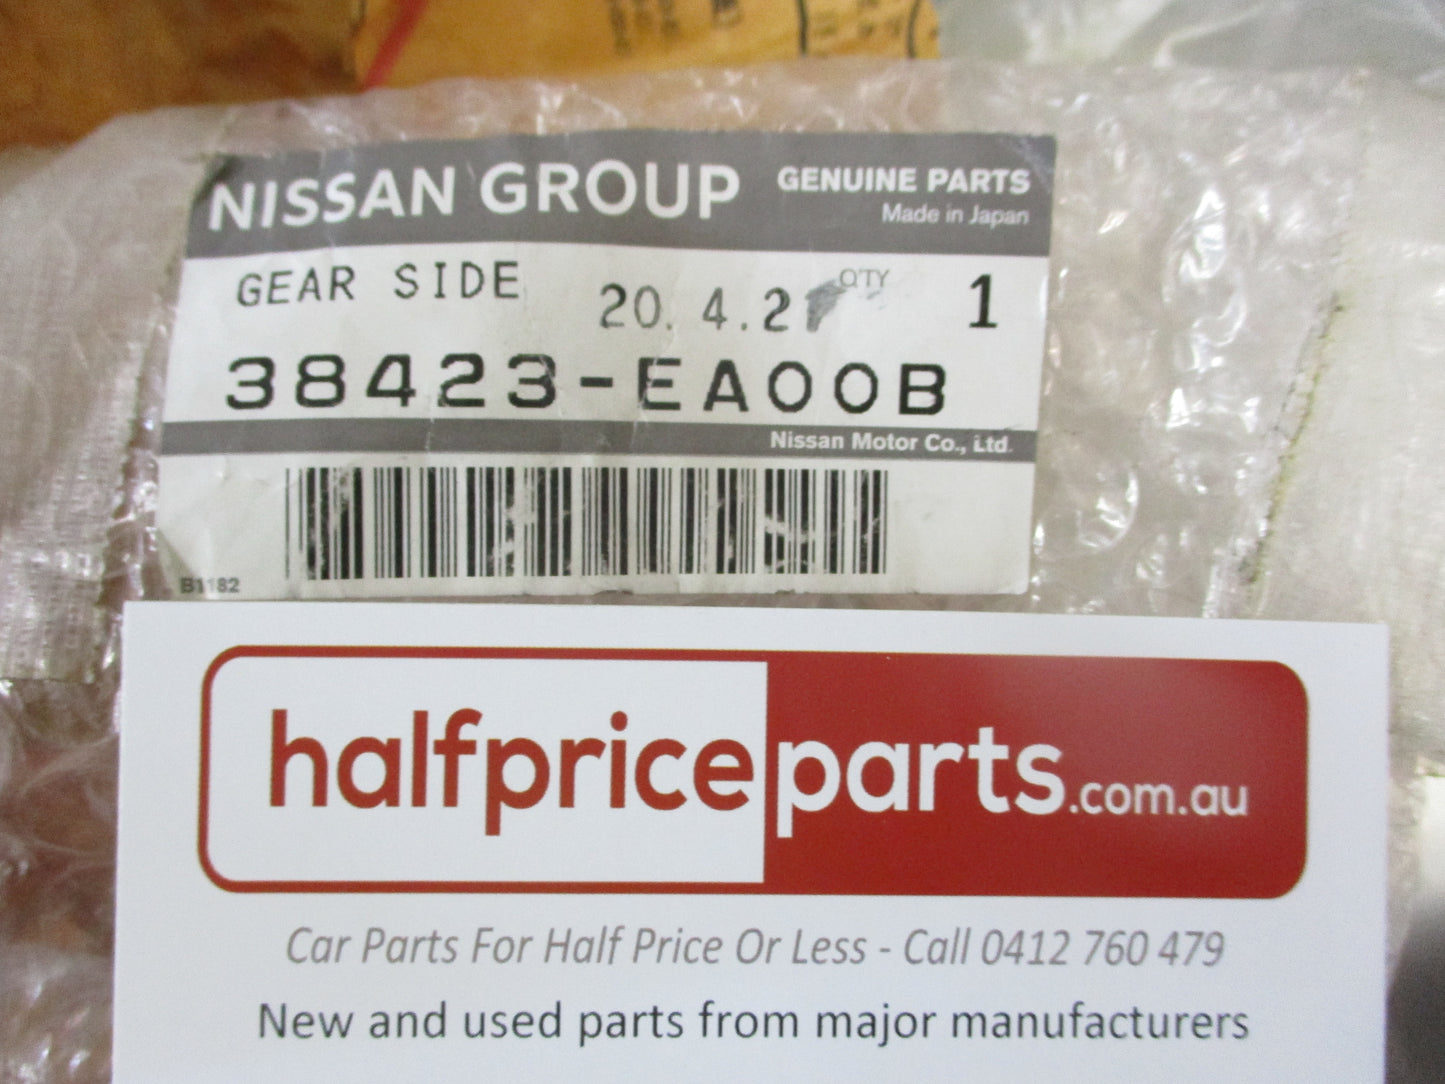 NISSAN GROUP
GENUINE PARTS
Made in Japan
GEAR SIDE
20. 4.2
Q'TY
1
38423-EA00B
Nissan Motor Co., Ltd.
B1182
halfpriceparts.com.au
Car Parts For Half Price Or Less - Call 0412 760 479
New and used parts from major manufacturers